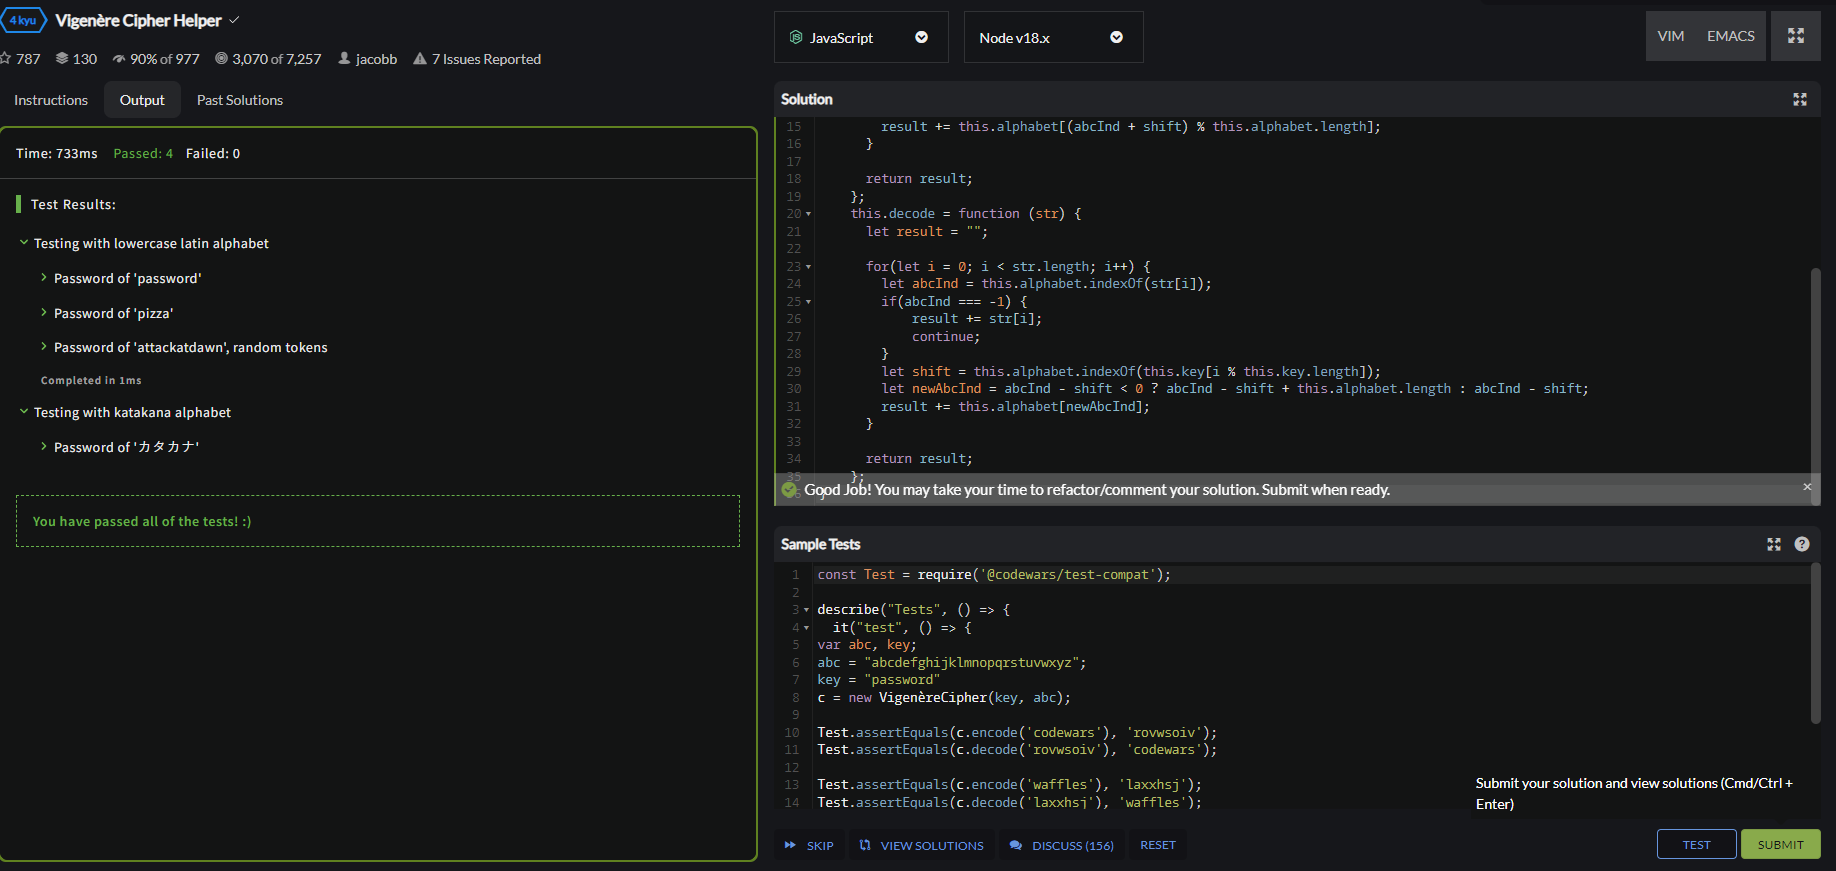 4 kyu Vigenère Cipher Helper
787 130 90% of 977 3,070 of 7,257 jacobb 7 Issues Reported
Instructions Output Past Solutions
Time: 733ms Passed: 4 Failed: 0
Test Results:
Testing with lowercase latin alphabet
Password of 'password'
Password of 'pizza'
Password of 'attackatdawn', random tokens
Completed in 1ms
Testing with katakana alphabet
Password of 'カタカナ'
You have passed all of the tests! :)
JavaScript Node v18.x VIM EMACS
Solution
15 result += this.alphabet[(abcInd + shift) % this.alphabet.length];
16 }
17
18 return result;
19 };
20 this.decode = function (str) {
21 let result = "";
22
23 for(let i = 0; i < str.length; i++) {
24 let abcInd = this.alphabet.indexOf(str[i]);
25 if(abcInd === -1) {
26 result += str[i];
27 continue;
28 }
29 let shift = this.alphabet.indexOf(this.key[i % this.key.length]);
30 let newAbcInd = abcInd - shift < 0 ? abcInd - shift + this.alphabet.length : abcInd - shift;
31 result += this.alphabet[newAbcInd];
32 }
33
34 return result;
35 };
Good Job! You may take your time to refactor/comment your solution. Submit when ready.
Sample Tests
1 const Test = require('@codewars/test-compat');
2
3 describe("Tests", () => {
4 it("test", () => {
5 var abc, key;
6 abc = "abcdefghijklmnopqrstuvwxyz";
7 key = "password"
8 c = new VigenèreCipher(key, abc);
9
10 Test.assertEquals(c.encode('codewars'), 'rovwsoiv');
11 Test.assertEquals(c.decode('rovwsoiv'), 'codewars');
12
13 Test.assertEquals(c.encode('waffles'), 'laxxhsj');
14 Test.assertEquals(c.decode('laxxhsj'), 'waffles');
Submit your solution and view solutions (Cmd/Ctrl +
Enter)
SKIP VIEW SOLUTIONS DISCUSS (156) RESET TEST SUBMIT